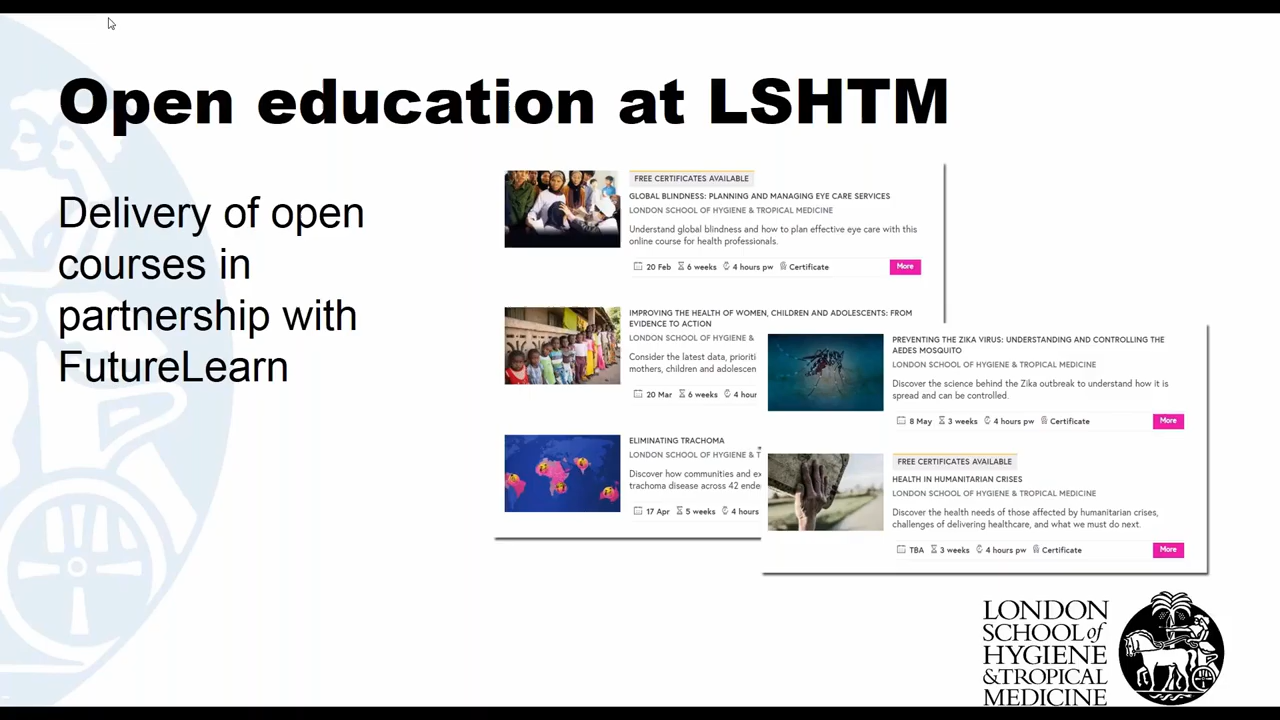 Open education at LSHTM
Delivery of open
courses in
partnership with
FutureLearn
FREE CERTIFICATES AVAILABLE
GLOBAL BLINDNESS: PLANNING AND MANAGING EYE CARE SERVICES
LONDON SCHOOL OF HYGIENE & TROPICAL MEDICINE
Understand global blindness and how to plan effective eye care with this
online course for health professionals.
20 Feb 6 weeks 4 hours pw Certificate More
IMPROVING THE HEALTH OF WOMEN, CHILDREN AND ADOLESCENTS: FROM
EVIDENCE TO ACTION
LONDON SCHOOL OF HYGIENE &
Consider the latest data, prioriti
mothers, children and adolescen
20 Mar 6 weeks 4 hour
ELIMINATING TRACHOMA
LONDON SCHOOL OF HYGIENE & T
Discover how communities and ex
trachoma disease across 42 ende
17 Apr 5 weeks 4 hours
PREVENTING THE ZIKA VIRUS: UNDERSTANDING AND CONTROLLING THE
AEDES MOSQUITO
LONDON SCHOOL OF HYGIENE & TROPICAL MEDICINE
Discover the science behind the Zika outbreak to understand how it is
spread and can be controlled.
8 May 3 weeks 4 hours pw Certificate More
FREE CERTIFICATES AVAILABLE
HEALTH IN HUMANITARIAN CRISES
LONDON SCHOOL OF HYGIENE & TROPICAL MEDICINE
Discover the health needs of those affected by humanitarian crises,
challenges of delivering healthcare, and what we must do next.
TBA 3 weeks 4 hours pw Certificate More
LONDON
SCHOOL of
HYGIENE
&TROPICAL
MEDICINE